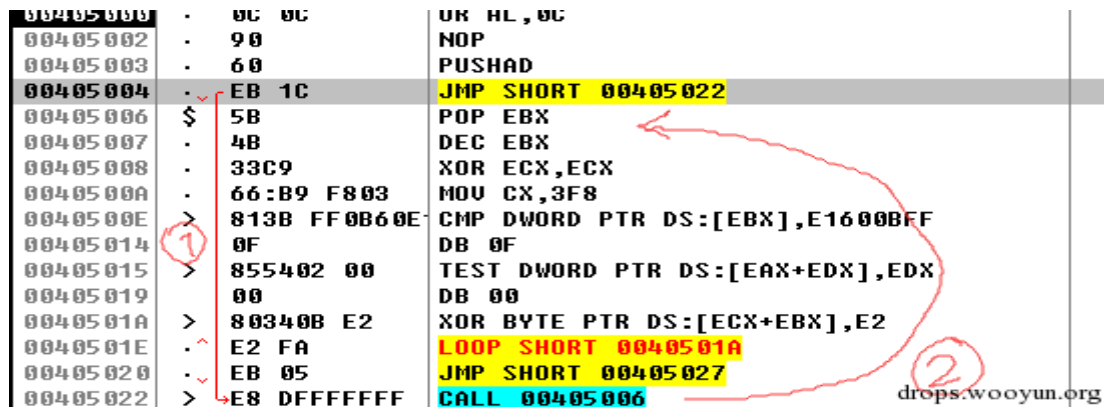 00405000 . 0C 0C OR AL,0C
00405002 . 90 NOP
00405003 . 60 PUSHAD
00405004 . EB 1C JMP SHORT 00405022
00405006 $ 5B POP EBX
00405007 . 4B DEC EBX
00405008 . 33C9 XOR ECX,ECX
0040500A . 66:B9 F803 MOV CX,3F8
0040500E > 813B FF0B60E CMP DWORD PTR DS:[EBX],E1600BFF
00405014 0F DB 0F
00405015 > 855402 00 TEST DWORD PTR DS:[EAX+EDX],EDX
00405019 00 DB 00
0040501A > 80340B E2 XOR BYTE PTR DS:[ECX+EBX],E2
0040501E . E2 FA LOOP SHORT 0040501A
00405020 . EB 05 JMP SHORT 00405027
00405022 > E8 DFFFFFFF CALL 00405006
1
2
drops.wooyun.org